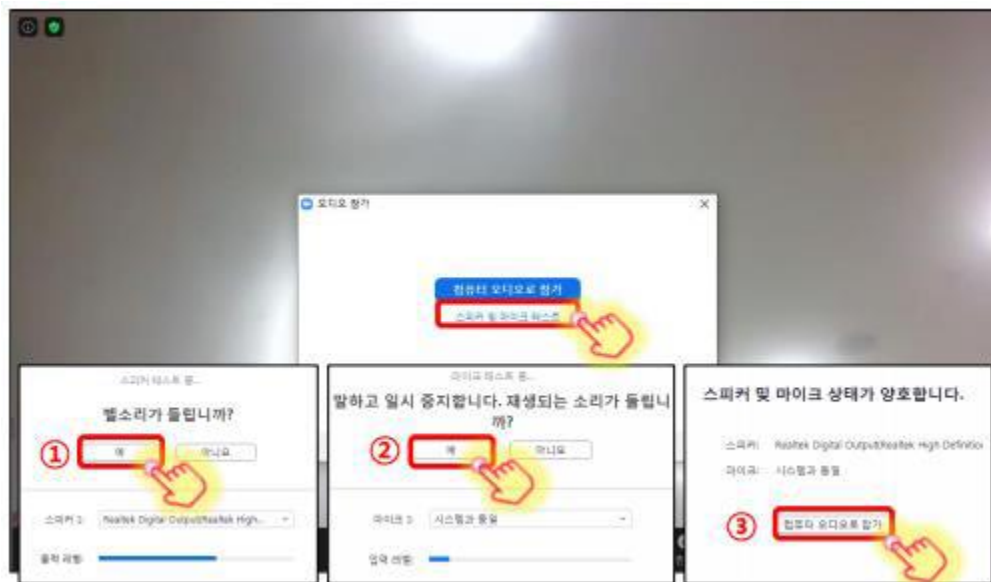 오디오 참가
컴퓨터 오디오로 참가
스피커 및 마이크 테스트
스피커 테스트 중...
벨소리가 들립니까?
① 예 아니요
스피커 1: Realtek Digital Output(Realtek High...
출력 레벨:
마이크 테스트 중...
말하고 일시 중지합니다. 재생되는 소리가 들립니
까?
② 예 아니요
마이크 1: 시스템과 동일
입력 레벨:
스피커 및 마이크 상태가 양호합니다.
스피커: Realtek Digital Output(Realtek High Definition
마이크: 시스템과 동일
③ 컴퓨터 오디오로 참가